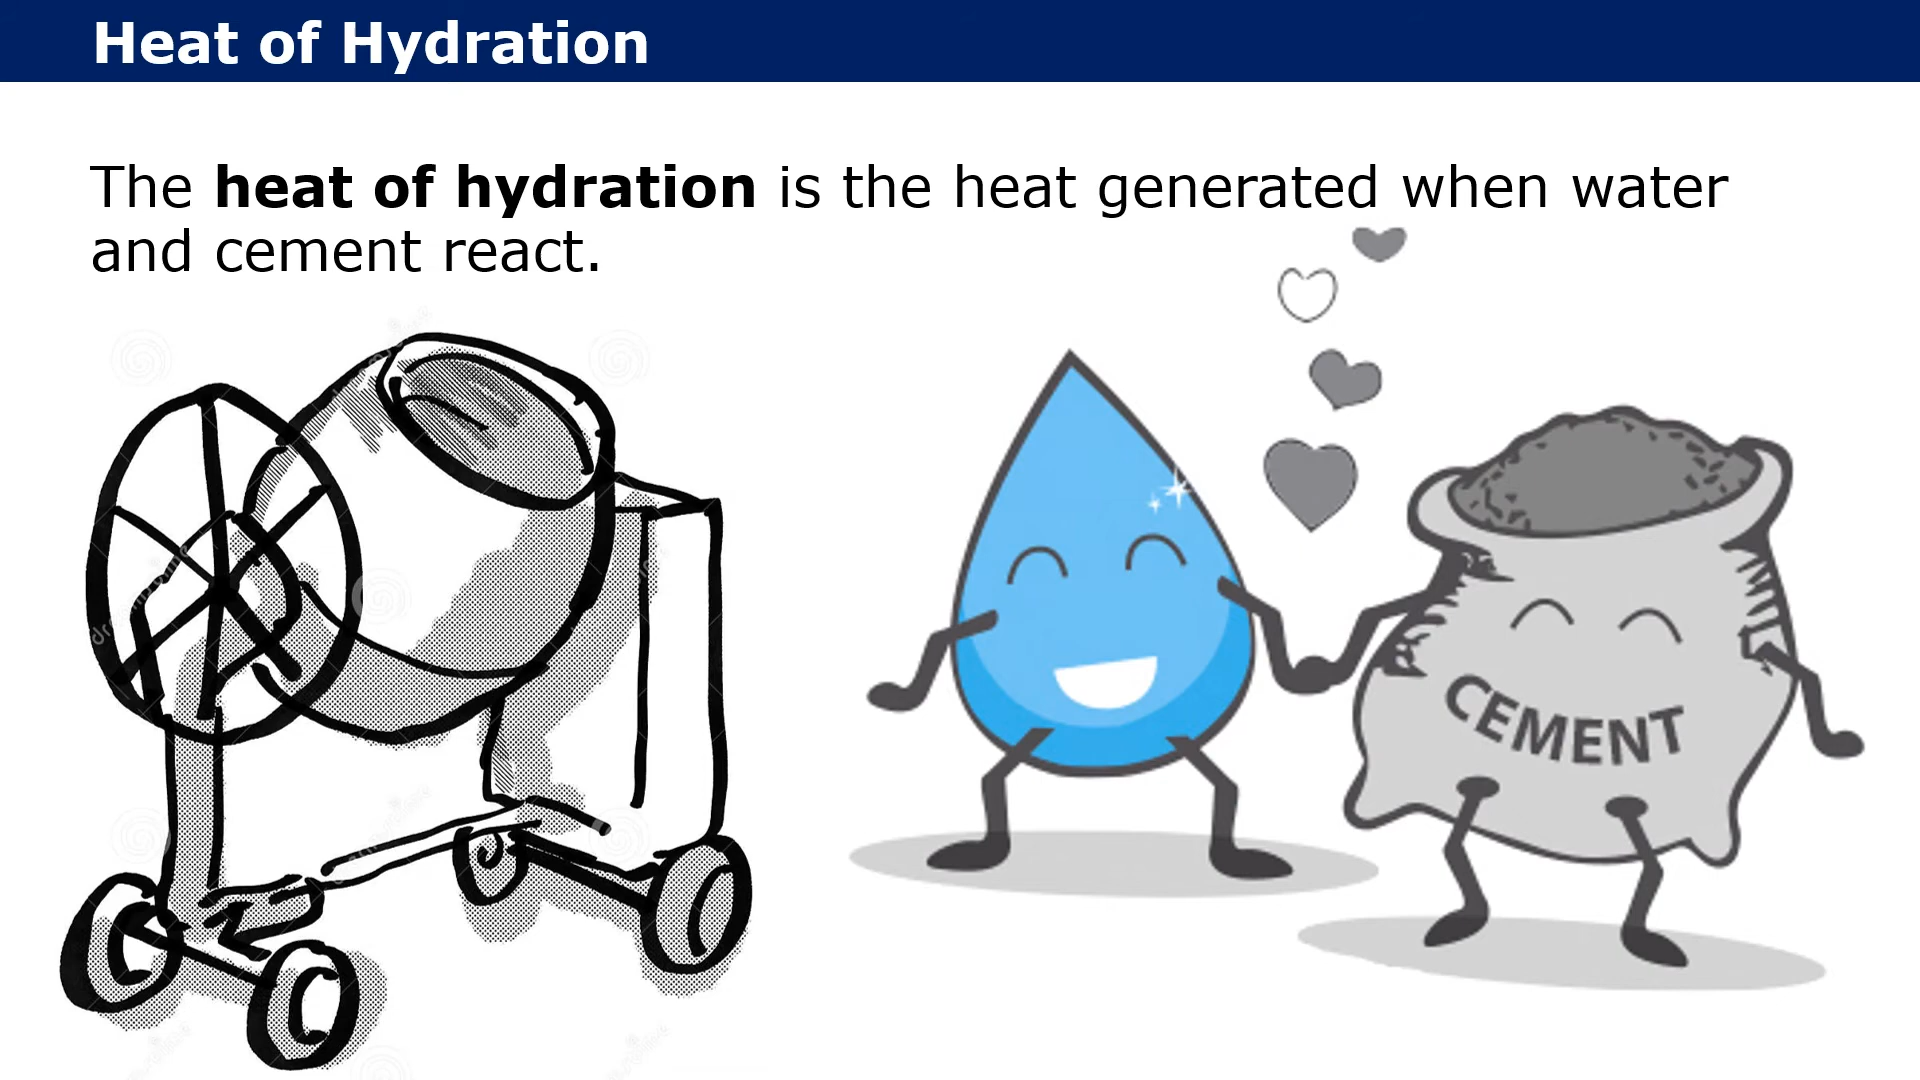 Heat of Hydration
The heat of hydration is the heat generated when water
and cement react.
CEMENT